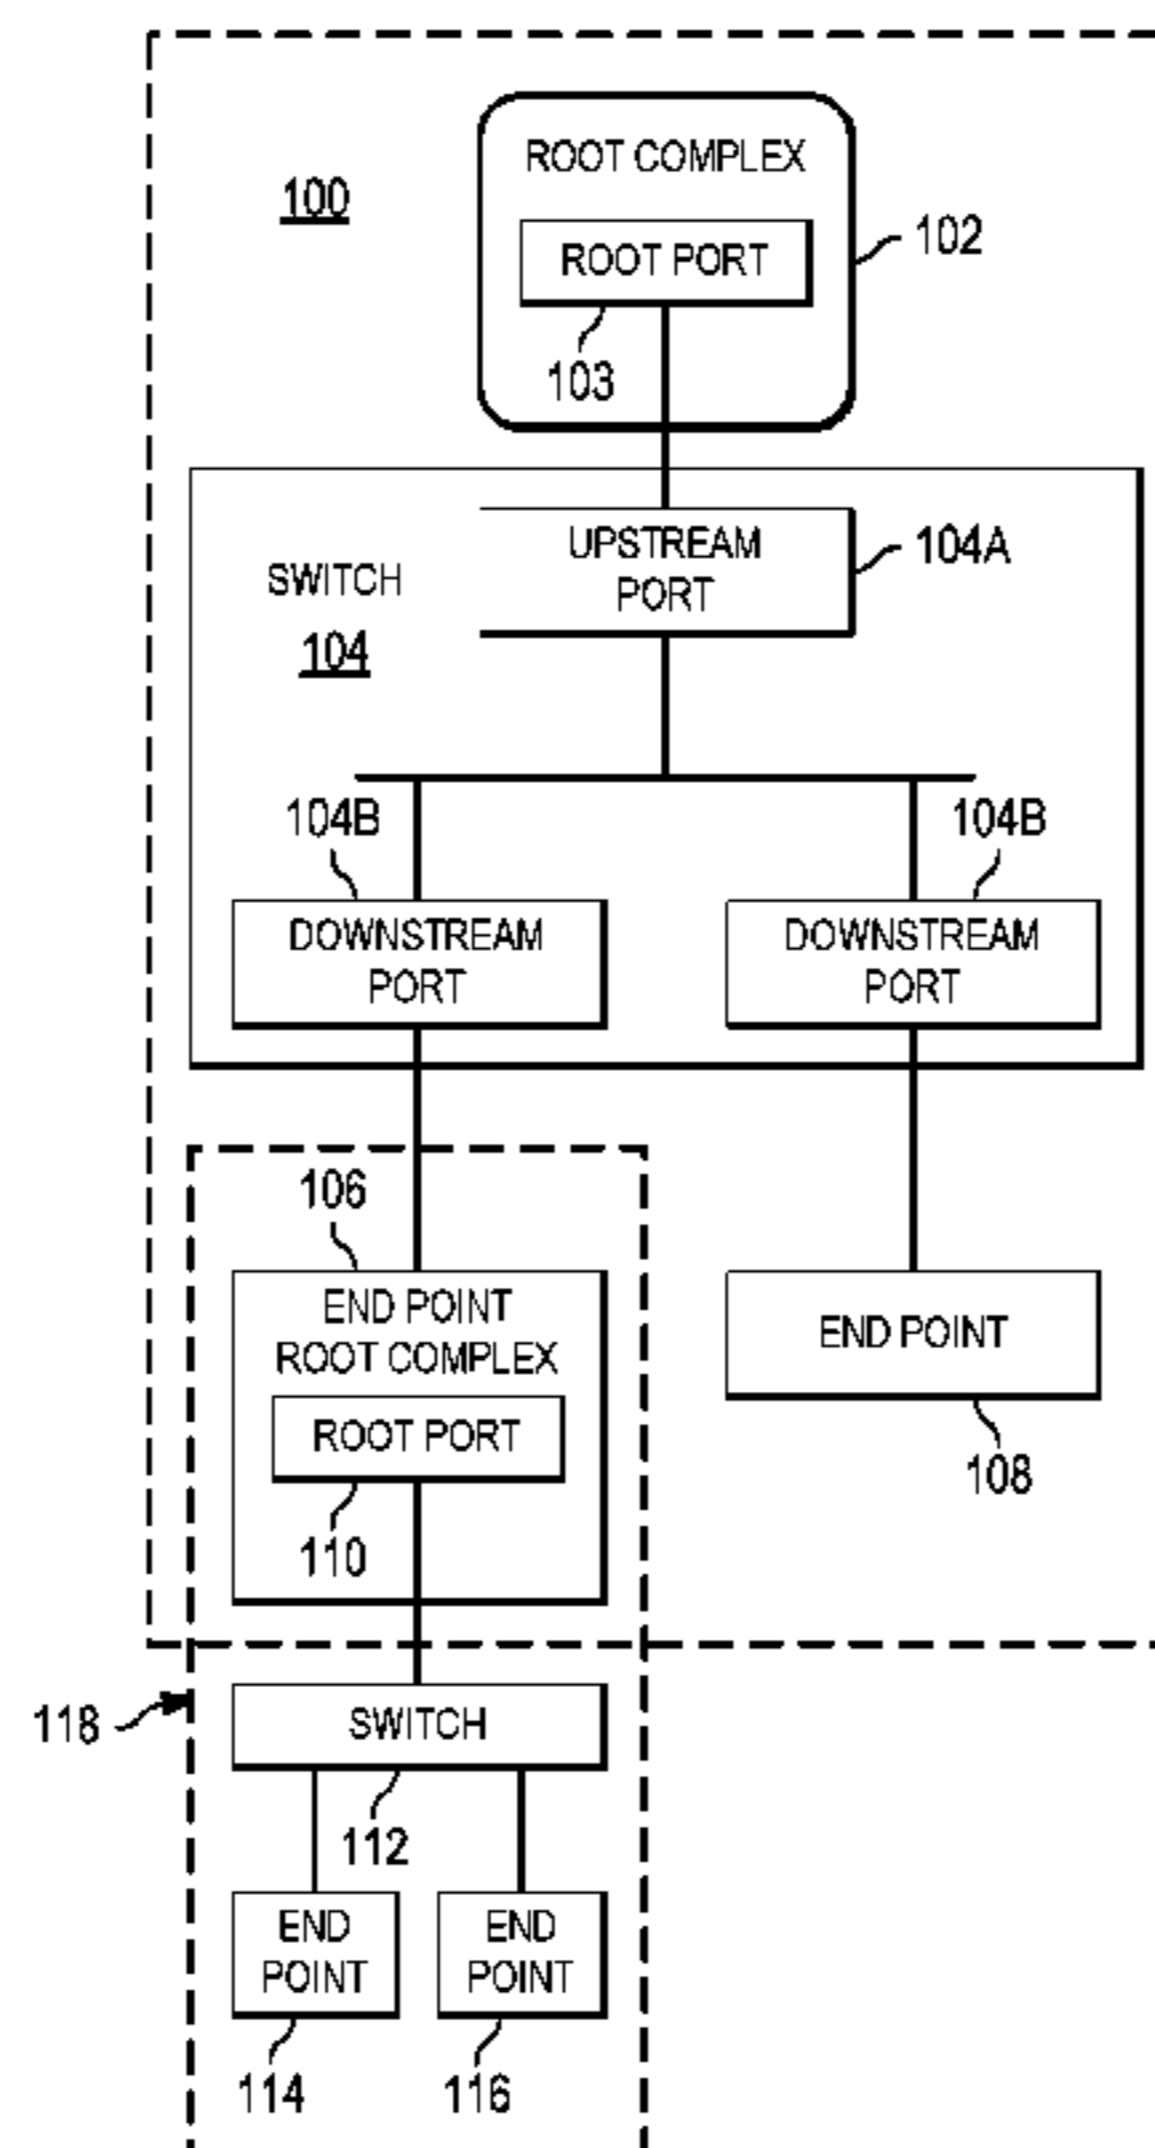 ROOT COMPLEX
100
102
ROOT PORT
103
UPSTREAM
PORT
104A
SWITCH
104
104B
104B
DOWNSTREAM
PORT
DOWNSTREAM
PORT
106
END POINT
ROOT COMPLEX
END POINT
ROOT PORT
108
110
118
SWITCH
112
END
POINT
END
POINT
114
116